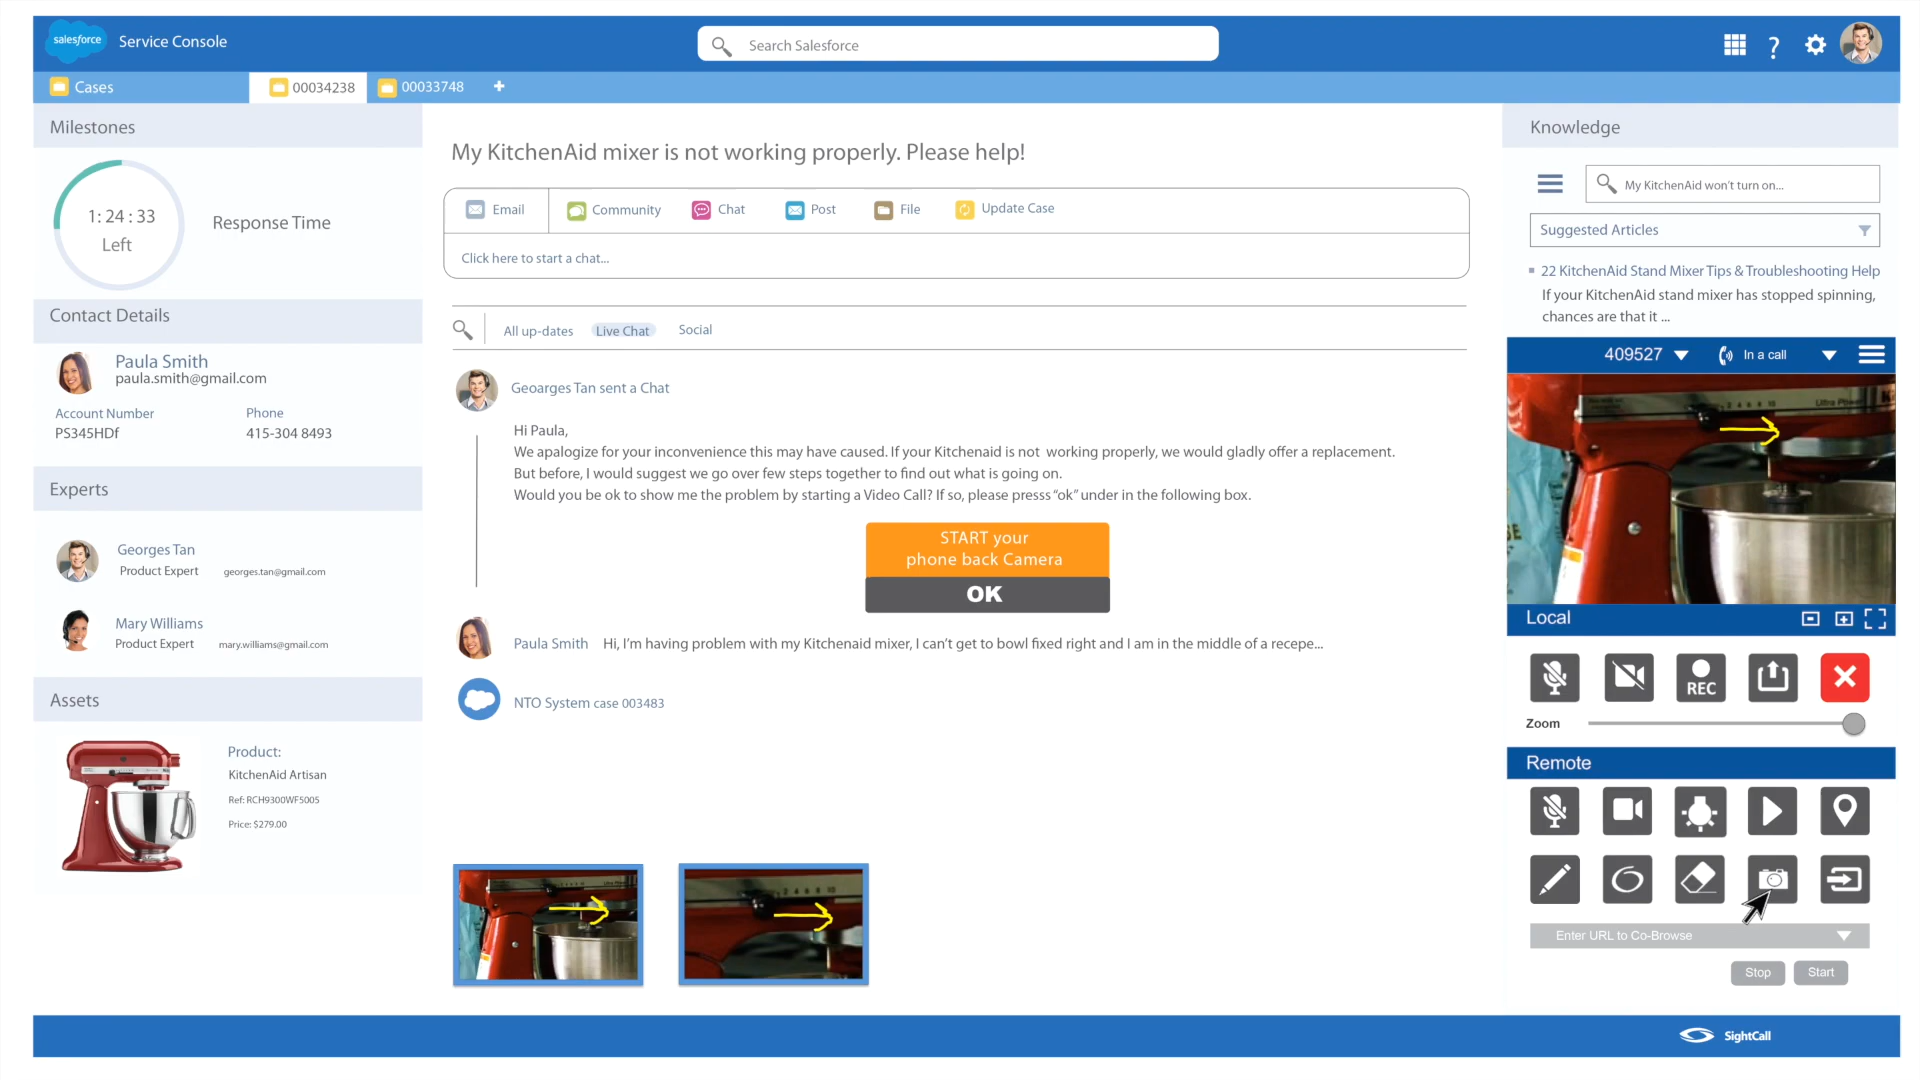 salesforce
Service Console
Search Salesforce
?
Cases
00034238
00033748
+
Milestones
1: 24 : 33
Left
Response Time
Contact Details
Paula Smith
paula.smith@gmail.com
Account Number
Phone
PS345HDf
415-304 8493
Experts
Georges Tan
Product Expert
georges.tan@gmail.com
Mary Williams
Product Expert
mary.williams@gmail.com
Assets
Product:
KitchenAid Artisan
Ref: RCH9300WF5005
Price: $279.00
My KitchenAid mixer is not working properly. Please help!
Email
Community
Chat
Post
File
Update Case
Click here to start a chat...
All up-dates
Live Chat
Social
Geoarges Tan sent a Chat
Hi Paula,
We apalogize for your inconvenience this may have caused. If your Kitchenaid is not working properly, we would gladly offer a replacement.
But before, I would suggest we go over few steps together to find out what is going on.
Would you be ok to show me the problem by starting a Video Call? If so, please presss “ok” under in the following box.
START your
phone back Camera
OK
Paula Smith Hi, I’m having problem with my Kitchenaid mixer, I can’t get to bowl fixed right and I am in the middle of a recepe...
NTO System case 003483
Knowledge
My KitchenAid won’t turn on...
Suggested Articles
22 KitchenAid Stand Mixer Tips & Troubleshooting Help
If your KitchenAid stand mixer has stopped spinning,
chances are that it ...
409527
In a call
2 4 6 8 10
Ultra Power
Local
REC
Zoom
Remote
Enter URL to Co-Browse
Stop
Start
SightCall